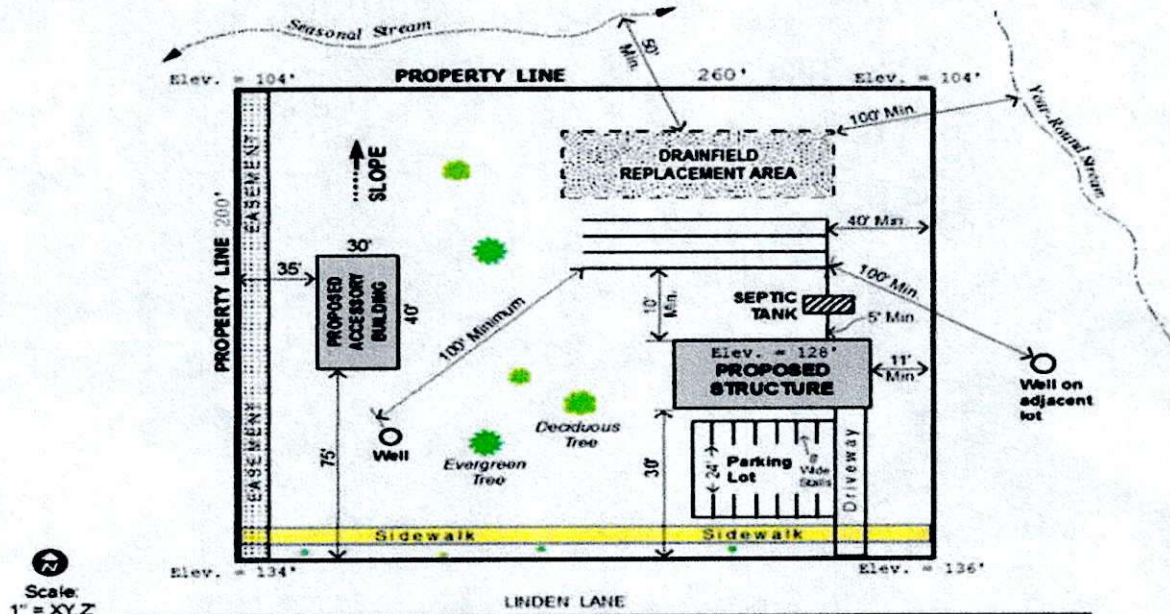 Seasonal Stream
50'
Min.
Elev. = 104'
PROPERTY LINE 260'
Elev. = 104'
100' Min.
Year-Round Stream
EASEMENT
SLOPE
DRAINFIELD
REPLACEMENT AREA
PROPERTY LINE 200'
30'
35'
PROPOSED
ACCESSORY
BUILDING
40'
40' Min
100' Minimum
10'
Min.
SEPTIC
TANK
100' Min.
5' Min.
Elev. = 128'
PROPOSED
STRUCTURE
11'
Min
Well on
adjacent
lot
EASEMENT
75'
Well
Deciduous
Tree
Evergreen
Tree
30'
24'
Parking
Lot
Wide
Stalls
Driveway
Sidewalk
Sidewalk
N
Elev. = 134'
Elev. = 136'
Scale:
1" = XY Z'
LINDEN LANE